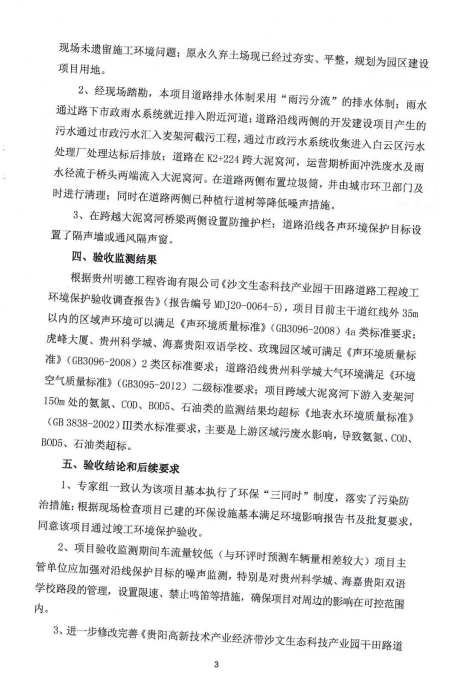 现场未遗留施工环境问题；原永久弃土场现已经过夯实、平整，规划为园区建设
项目用地。
2、经现场踏勘，本项目道路排水体制采用“雨污分流”的排水体制；雨水
通过路下市政雨水系统就近排入附近河道；道路沿线两侧的开发建设项目产生的
污水通过市政污水汇入麦架河截污工程，通过市政污水系统收集进入白云区污水
处理厂处理达标后排放；道路在 K2+224 跨大泥窝河，运营期桥面冲洗废水及雨
水径流于桥头两端流入大泥窝河。在道路两侧布置垃圾筒，并由城市环卫部门及
时进行清理；同时在道路两侧已种植行道树等降低噪声措施。
3、在跨越大泥窝河桥梁两侧设置防撞护栏；道路沿线各声环境保护目标设
置了隔声墙或通风隔声窗。
四、验收监测结果
根据贵州明德工程咨询有限公司《沙文生态科技产业园干田路道路工程竣工
环境保护验收调查报告》（报告编号 MDJ20-0064-5），项目目前主干道红线外 35m
以内的区域声环境可以满足《声环境质量标准》（GB3096-2008）4a 类标准要求；
虎峰大厦、贵州科学城、海嘉贵阳双语学校、玫瑰园区域可满足《声环境质量标
准》（GB3096-2008）2 类区标准要求；道路沿线贵州科学城大气环境满足《环境
空气质量标准》（GB3095-2012）二级标准要求；项目跨域大泥窝河下游入麦架河
150m 处的氨氮、COD、BOD5、石油类的监测结果均超标《地表水环境质量标准》
（GB 3838-2002）Ⅲ类水标准要求，主要是上游区域污废水影响，导致氨氮、COD、
BOD5、石油类超标。
五、验收结论和后续要求
1、专家组一致认为该项目基本执行了环保“三同时”制度，落实了污染防
治措施；根据现场检查项目已建的环保设施基本满足环境影响报告书及批复要求，
同意该项目通过竣工环境保护验收。
2、项目验收监测期间车流量较低（与环评时预测车辆量相差较大）项目主
管单位应加强对沿线保护目标的噪声监测，特别是对贵州科学城、海嘉贵阳双语
学校路段的管理，设置限速、禁止鸣笛等措施，确保项目对周边的影响在可控范围
内。
3、进一步修改完善《贵阳高新技术产业经济带沙文生态科技产业园干田路道
3